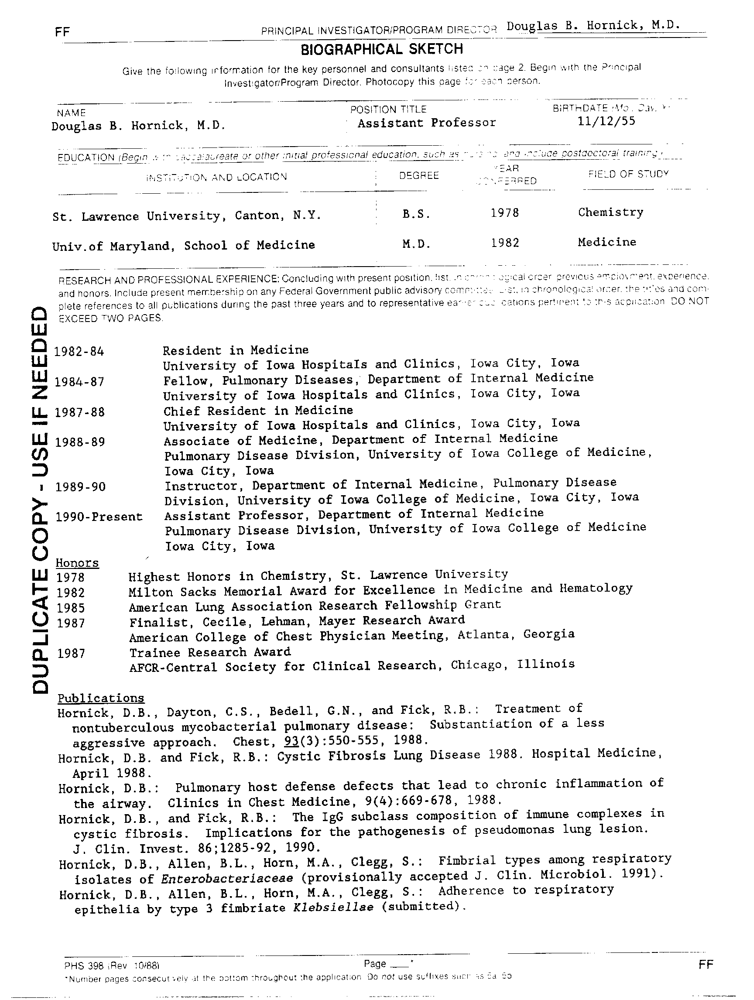 FF
PRINCIPAL INVESTIGATOR/PROGRAM DIRECTOR Douglas B. Hornick, M.D.
BIOGRAPHICAL SKETCH
Give the following information for the key personnel and consultants listed on page 2. Begin with the Principal
Investigator/Program Director. Photocopy this page for each person.
NAME
Douglas B. Hornick, M.D.
POSITION TITLE
Assistant Professor
BIRTHDATE (Mo., Day, Yr.)
11/12/55
EDUCATION (Begin with baccalaureate or other initial professional education, such as nursing, and include postdoctoral training.)
INSTITUTION AND LOCATION DEGREE YEAR CONFERRED FIELD OF STUDY
St. Lawrence University, Canton, N.Y. B.S. 1978 Chemistry
Univ.of Maryland, School of Medicine M.D. 1982 Medicine
RESEARCH AND PROFESSIONAL EXPERIENCE: Concluding with present position, list, in chronological order, previous employment, experience,
and honors. Include present membership on any Federal Government public advisory committee. List, in chronological order, the titles and com-
plete references to all publications during the past three years and to representative earlier publications pertinent to this application. DO NOT
EXCEED TWO PAGES.
DUPLICATE COPY - USE IF NEEDED
1982-84 Resident in Medicine
University of Iowa Hospitals and Clinics, Iowa City, Iowa
1984-87 Fellow, Pulmonary Diseases, Department of Internal Medicine
University of Iowa Hospitals and Clinics, Iowa City, Iowa
1987-88 Chief Resident in Medicine
University of Iowa Hospitals and Clinics, Iowa City, Iowa
1988-89 Associate of Medicine, Department of Internal Medicine
Pulmonary Disease Division, University of Iowa College of Medicine,
Iowa City, Iowa
1989-90 Instructor, Department of Internal Medicine, Pulmonary Disease
Division, University of Iowa College of Medicine, Iowa City, Iowa
1990-Present Assistant Professor, Department of Internal Medicine
Pulmonary Disease Division, University of Iowa College of Medicine
Iowa City, Iowa
Honors
1978 Highest Honors in Chemistry, St. Lawrence University
1982 Milton Sacks Memorial Award for Excellence in Medicine and Hematology
1985 American Lung Association Research Fellowship Grant
1987 Finalist, Cecile, Lehman, Mayer Research Award
American College of Chest Physician Meeting, Atlanta, Georgia
1987 Trainee Research Award
AFCR-Central Society for Clinical Research, Chicago, Illinois
Publications
Hornick, D.B., Dayton, C.S., Bedell, G.N., and Fick, R.B.: Treatment of
nontuberculous mycobacterial pulmonary disease: Substantiation of a less
aggressive approach. Chest, 93(3):550-555, 1988.
Hornick, D.B. and Fick, R.B.: Cystic Fibrosis Lung Disease 1988. Hospital Medicine,
April 1988.
Hornick, D.B.: Pulmonary host defense defects that lead to chronic inflammation of
the airway. Clinics in Chest Medicine, 9(4):669-678, 1988.
Hornick, D.B., and Fick, R.B.: The IgG subclass composition of immune complexes in
cystic fibrosis. Implications for the pathogenesis of pseudomonas lung lesion.
J. Clin. Invest. 86;1285-92, 1990.
Hornick, D.B., Allen, B.L., Horn, M.A., Clegg, S.: Fimbrial types among respiratory
isolates of Enterobacteriaceae (provisionally accepted J. Clin. Microbiol. 1991).
Hornick, D.B., Allen, B.L., Horn, M.A., Clegg, S.: Adherence to respiratory
epithelia by type 3 fimbriate Klebsiellae (submitted).
PHS 398 (Rev. 10/88) Page ___* FF
*Number pages consecutively at the bottom throughout the application. Do not use suffixes such as 5a, 5b.